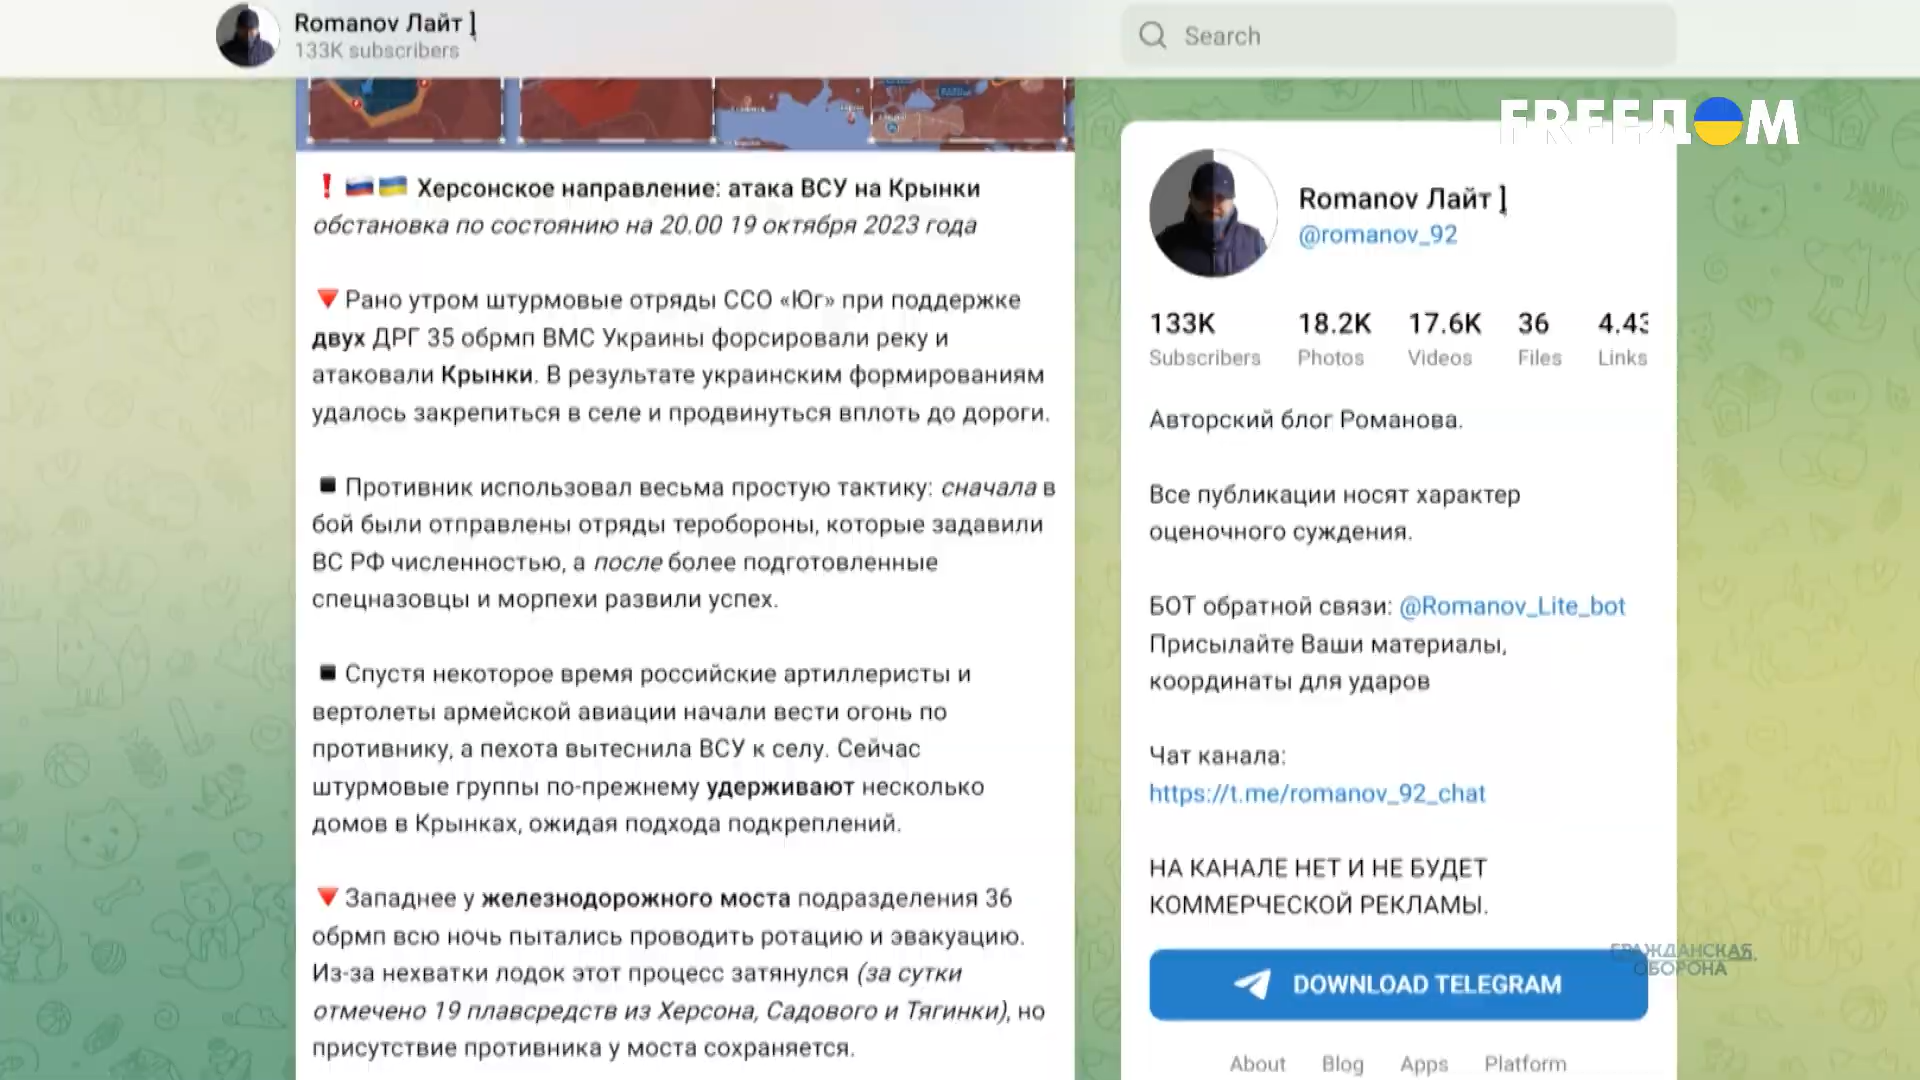 Romanov Лайт
133K subscribers
Search
FREEДОМ
❗🇷🇺🇺🇦 Херсонское направление: атака ВСУ на Крынки
обстановка по состоянию на 20.00 19 октября 2023 года
🔻Рано утром штурмовые отряды ССО «Юг» при поддержке
двух ДРГ 35 обрмп ВМС Украины форсировали реку и
атаковали Крынки. В результате украинским формированиям
удалось закрепиться в селе и продвинуться вплоть до дороги.
▪️Противник использовал весьма простую тактику: сначала в
бой были отправлены отряды теробороны, которые задавили
ВС РФ численностью, а после более подготовленные
спецназовцы и морпехи развили успех.
▪️Спустя некоторое время российские артиллеристы и
вертолеты армейской авиации начали вести огонь по
противнику, а пехота вытеснила ВСУ к селу. Сейчас
штурмовые группы по-прежнему удерживают несколько
домов в Крынках, ожидая подхода подкреплений.
🔻Западнее у железнодорожного моста подразделения 36
обрмп всю ночь пытались проводить ротацию и эвакуацию.
Из-за нехватки лодок этот процесс затянулся (за сутки
отмечено 19 плавсредств из Херсона, Садового и Тягинки), но
присутствие противника у моста сохраняется.
Romanov Лайт
@romanov_92
133K 18.2K 17.6K 36 4.43
Subscribers Photos Videos Files Links
Авторский блог Романова.
Все публикации носят характер
оценочного суждения.
БОТ обратной связи: @Romanov_Lite_bot
Присылайте Ваши материалы,
координаты для ударов
Чат канала:
https://t.me/romanov_92_chat
НА КАНАЛЕ НЕТ И НЕ БУДЕТ
КОММЕРЧЕСКОЙ РЕКЛАМЫ.
ГРАЖДАНСКАЯ
ОБОРОНА
DOWNLOAD TELEGRAM
About Blog Apps Platform